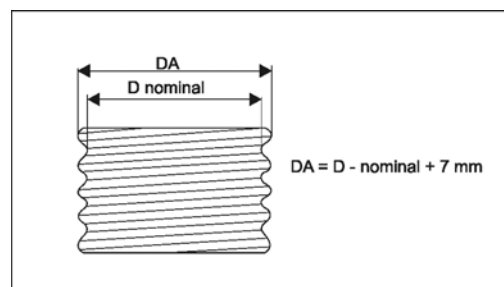 DA
D nominal
DA = D - nominal + 7 mm